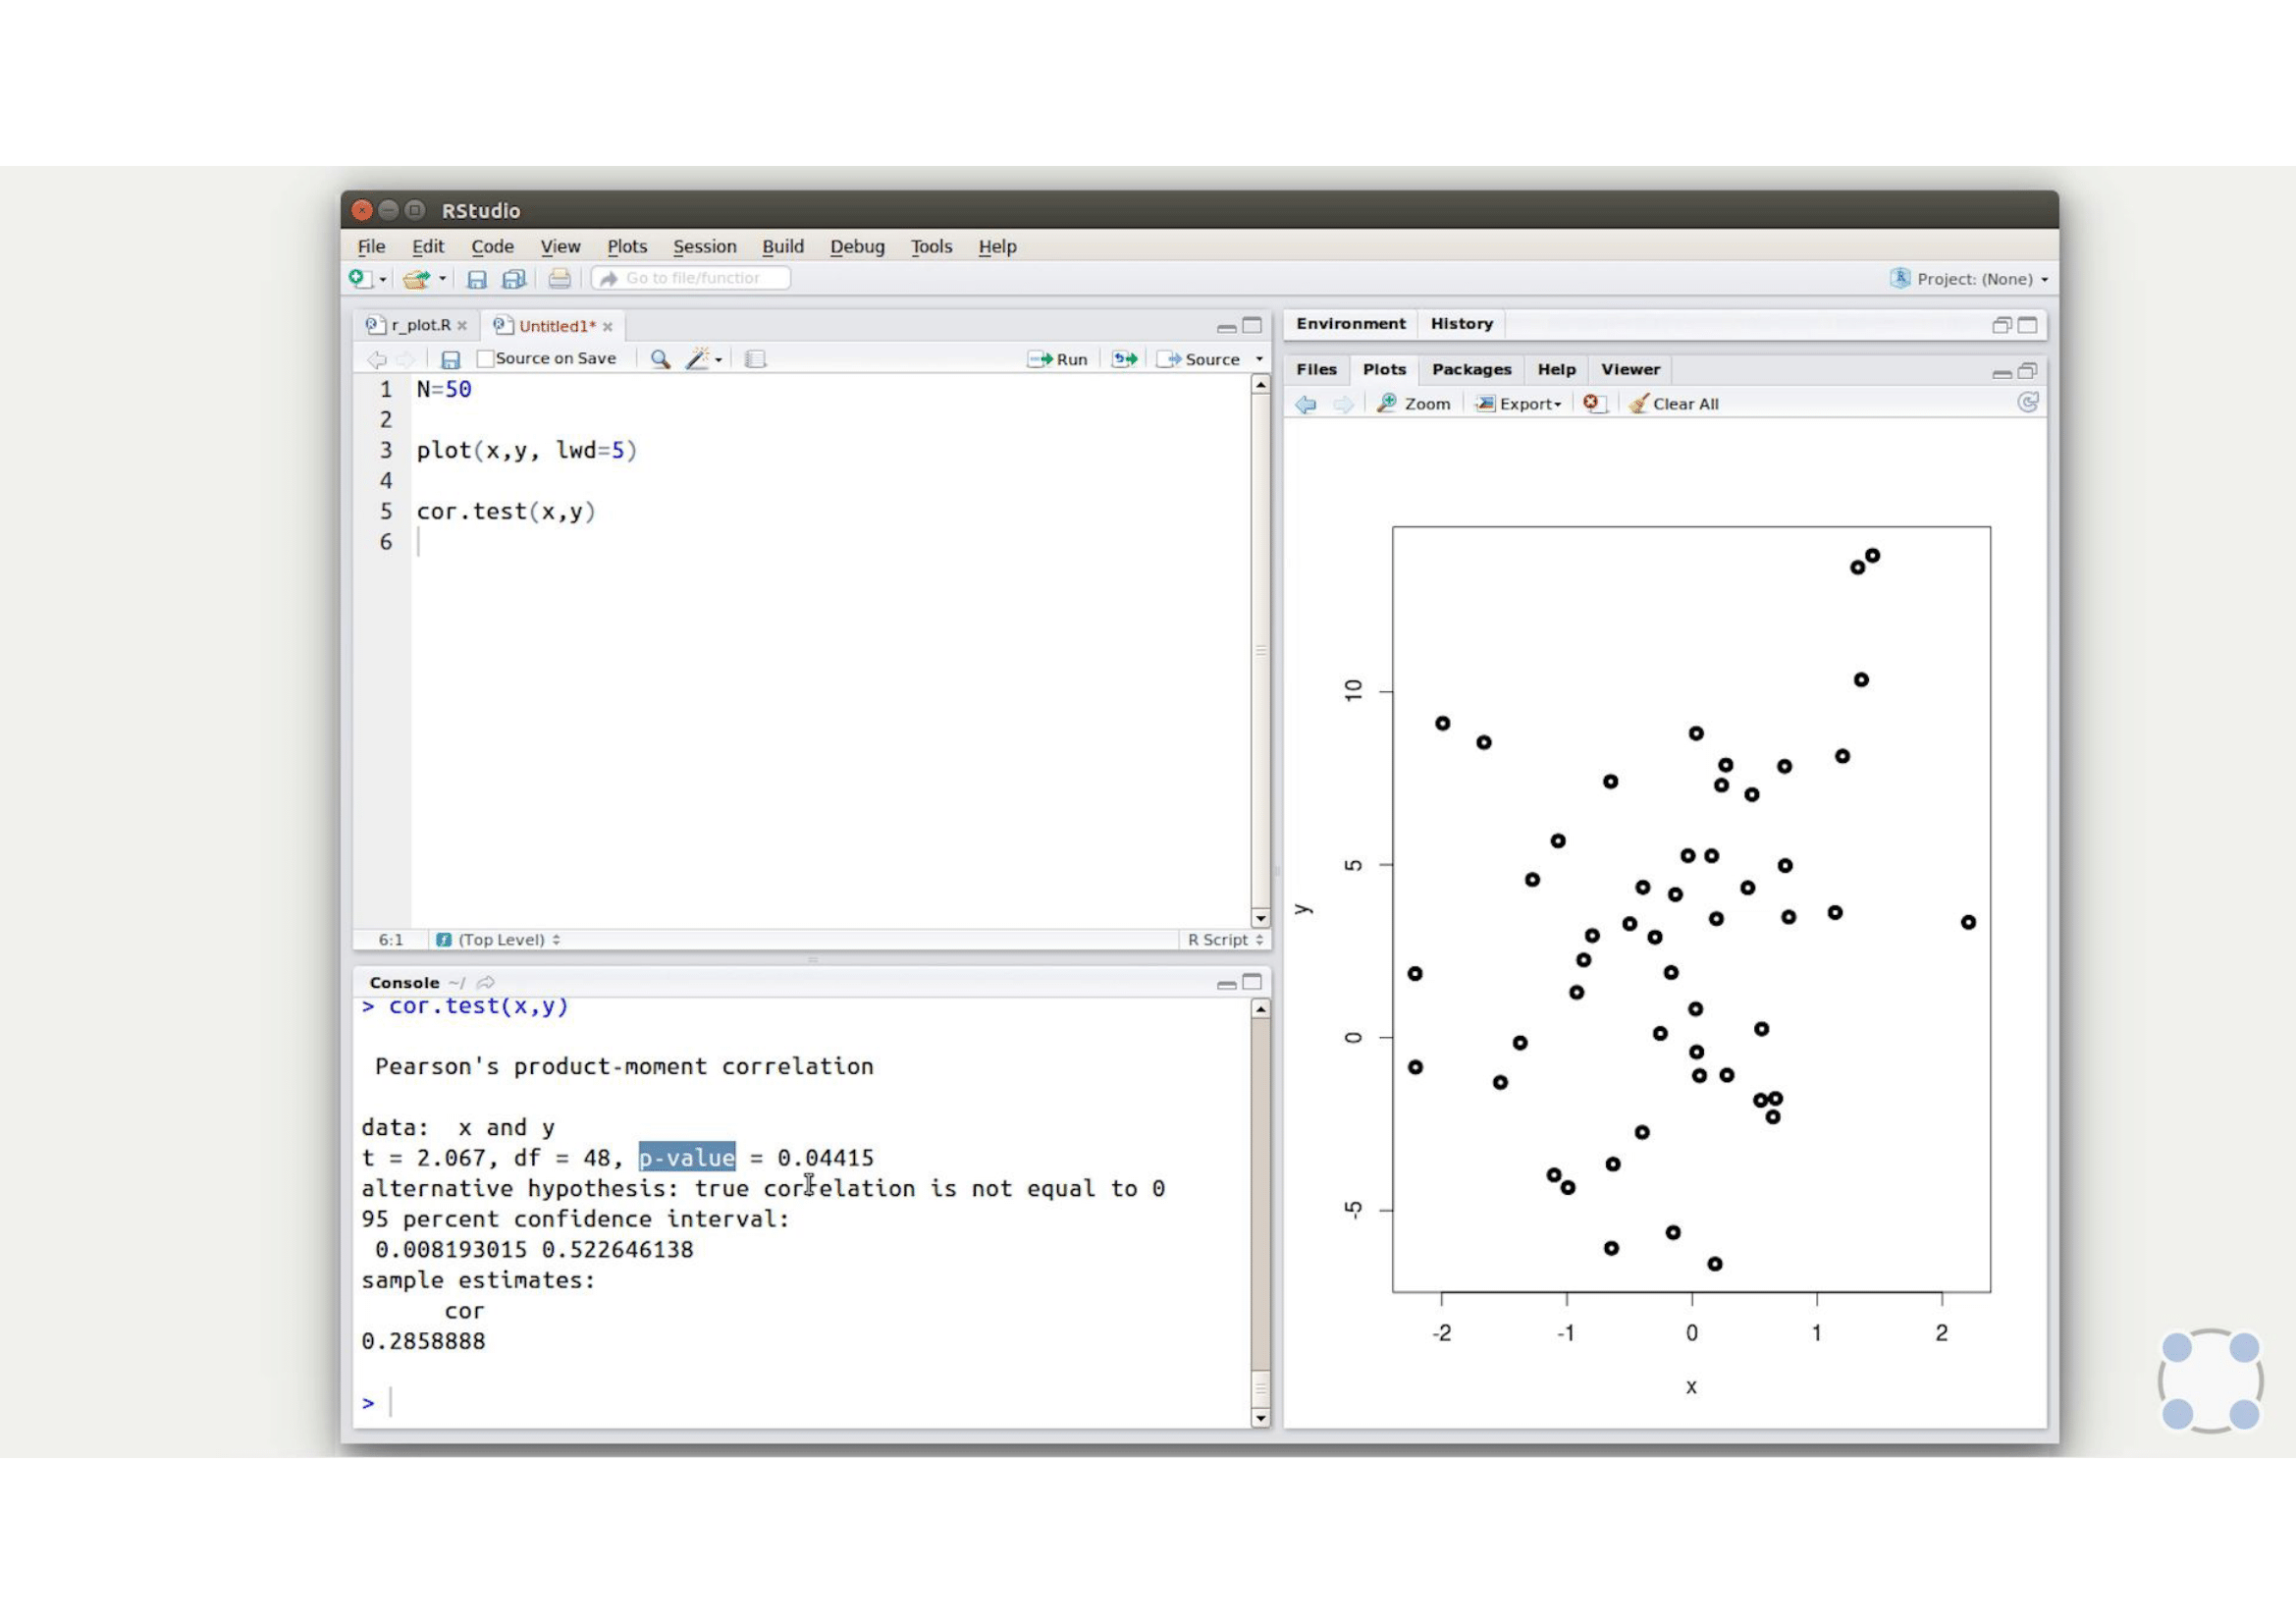 RStudio
File Edit Code View Plots Session Build Debug Tools Help
Go to file/function
Project: (None)
r_plot.R
Untitled1*
Source on Save
Run
Source
1 N=50
2
3 plot(x,y, lwd=5)
4
5 cor.test(x,y)
6
6:1 (Top Level) R Script
Console ~/
> cor.test(x,y)
Pearson's product-moment correlation
data: x and y
t = 2.067, df = 48, p-value = 0.04415
alternative hypothesis: true correlation is not equal to 0
95 percent confidence interval:
0.008193015 0.522646138
sample estimates:
cor
0.2858888
>
Environment History
Files Plots Packages Help Viewer
Zoom Export Clear All
10
5
0
-5
y
-2 -1 0 1 2
x